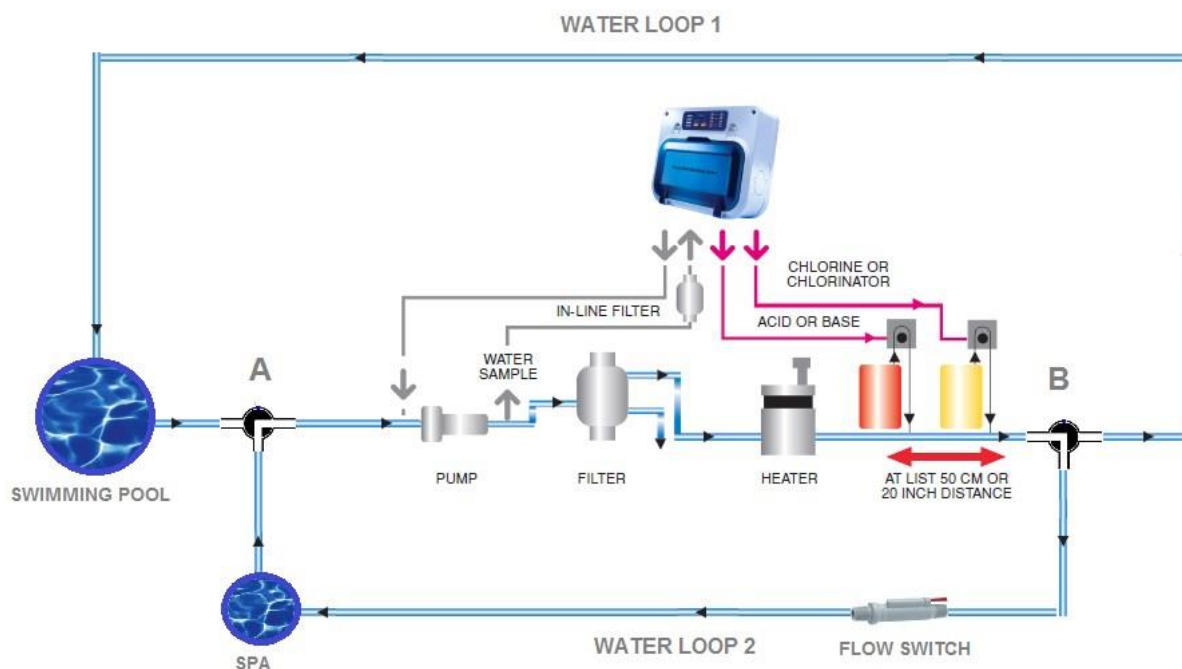 WATER LOOP 1
CHLORINE OR
CHLORINATOR
IN-LINE FILTER
ACID OR BASE
WATER
SAMPLE
A
B
PUMP
FILTER
HEATER
AT LIST 50 CM OR
20 INCH DISTANCE
SWIMMING POOL
SPA
WATER LOOP 2
FLOW SWITCH